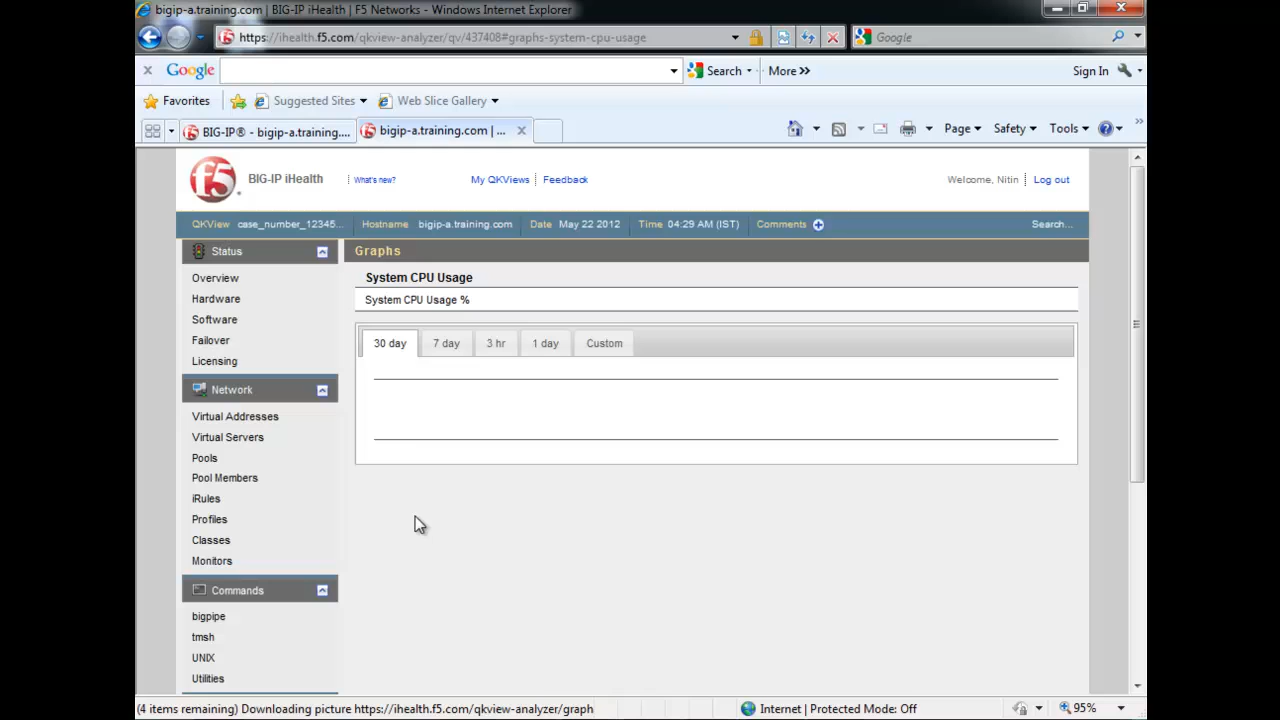 bigip-a.training.com | BIG-IP iHealth | F5 Networks - Windows Internet Explorer
https://ihealth.f5.com/qkview-analyzer/qv/437408#graphs-system-cpu-usage
Google
Google Search More »
Sign In
Favorites Suggested Sites Web Slice Gallery
BIG-IP® - bigip-a.training....
bigip-a.training.com | ...
Page Safety Tools
f5 BIG-IP iHealth
What's new?
My QKViews Feedback
Welcome, Nitin Log out
QKView case_number_12345... Hostname bigip-a.training.com Date May 22 2012 Time 04:29 AM (IST) Comments Search...
Status
Overview
Hardware
Software
Failover
Licensing
Network
Virtual Addresses
Virtual Servers
Pools
Pool Members
iRules
Profiles
Classes
Monitors
Commands
bigpipe
tmsh
UNIX
Utilities
Graphs
System CPU Usage
System CPU Usage %
30 day 7 day 3 hr 1 day Custom
(4 items remaining) Downloading picture https://ihealth.f5.com/qkview-analyzer/graph
Internet | Protected Mode: Off
95%